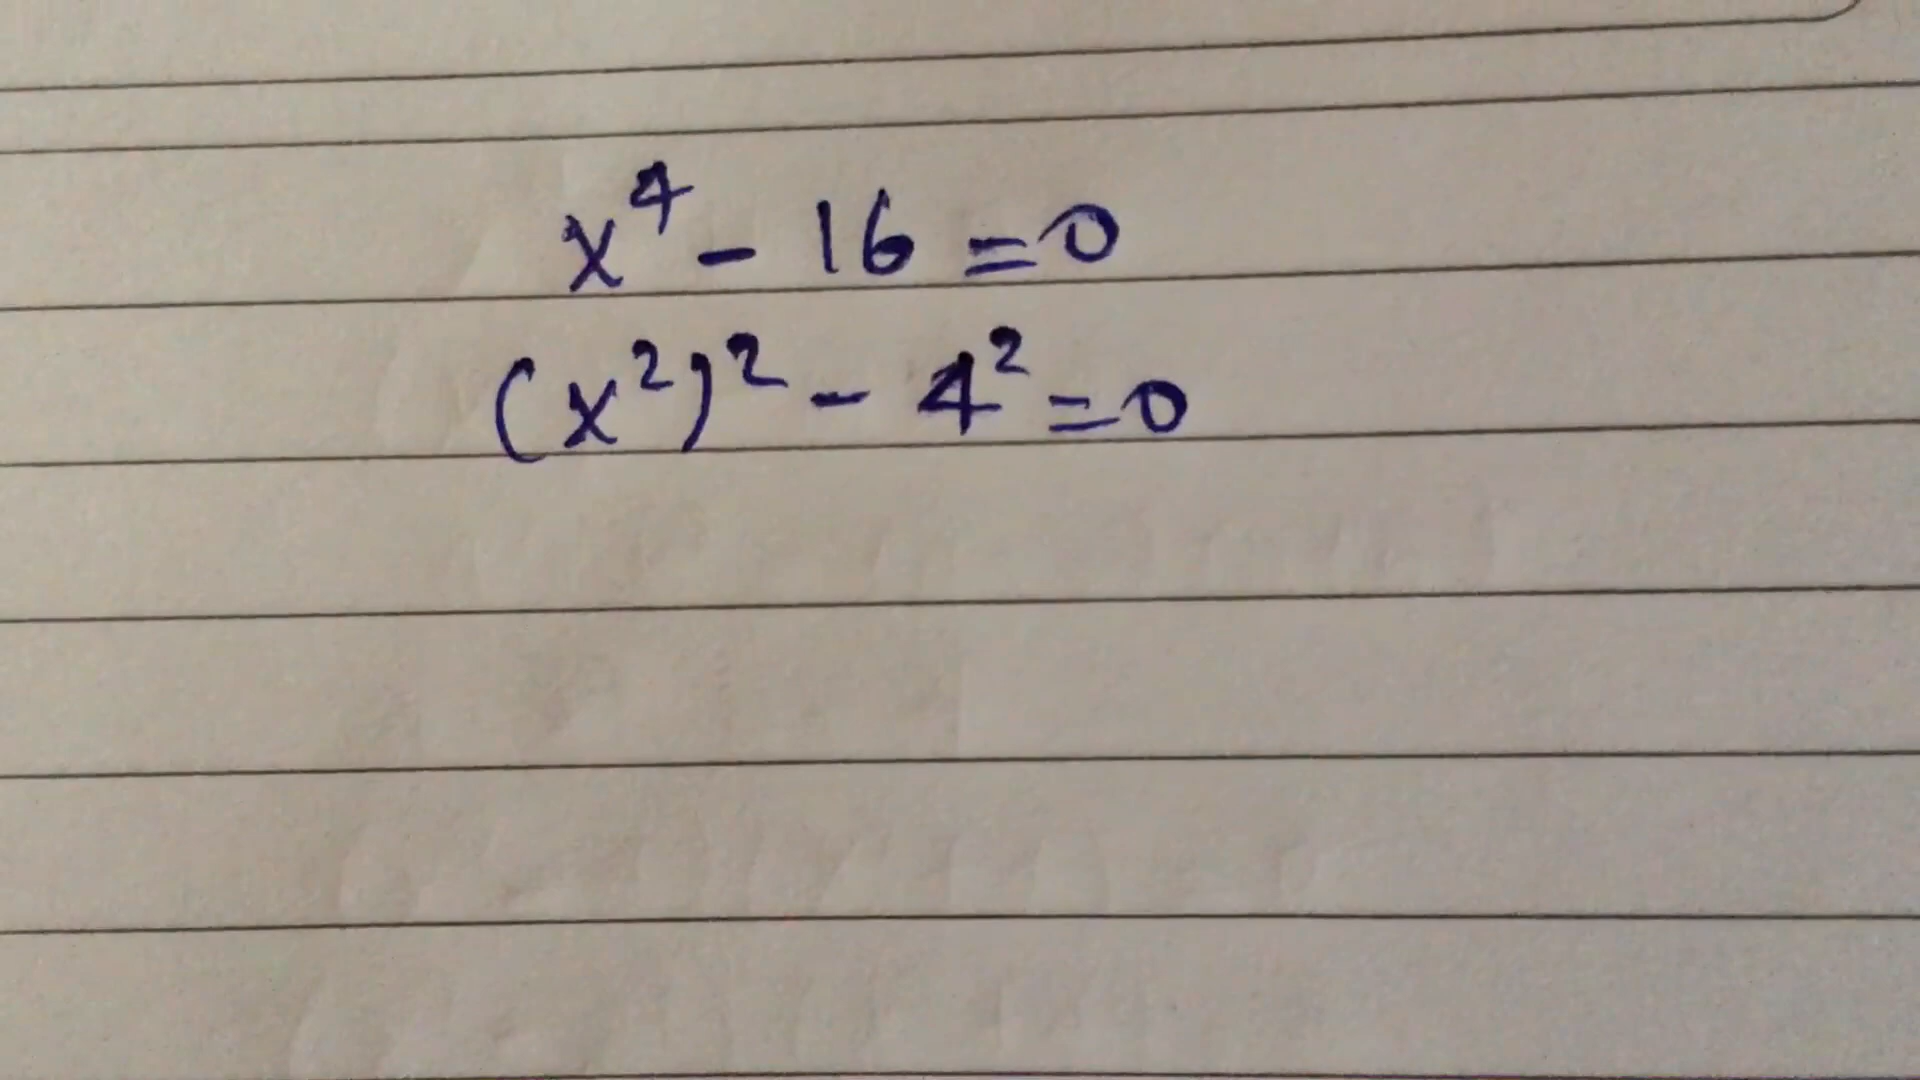 x⁴ - 16 = 0
(x²)² - 4² = 0